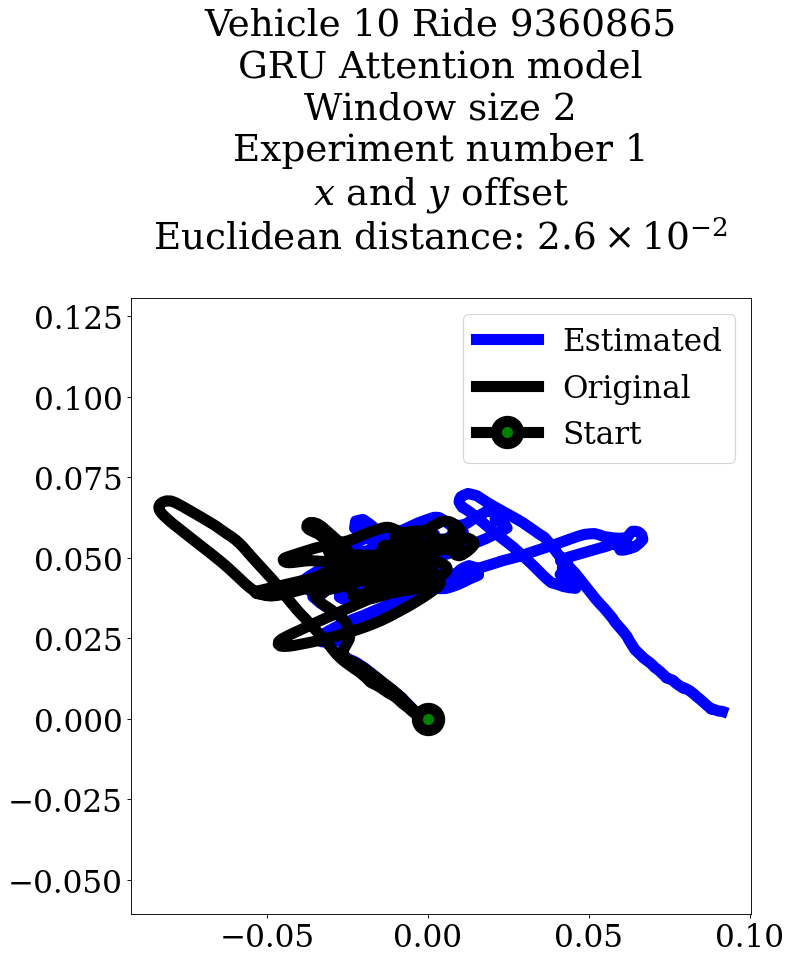 Vehicle 10 Ride 9360865
GRU Attention model
Window size 2
Experiment number 1
x and y offset
Euclidean distance: 2.6 × 10⁻²
Estimated
Original
Start
0.125
0.100
0.075
0.050
0.025
0.000
−0.025
−0.050
−0.05 0.00 0.05 0.10